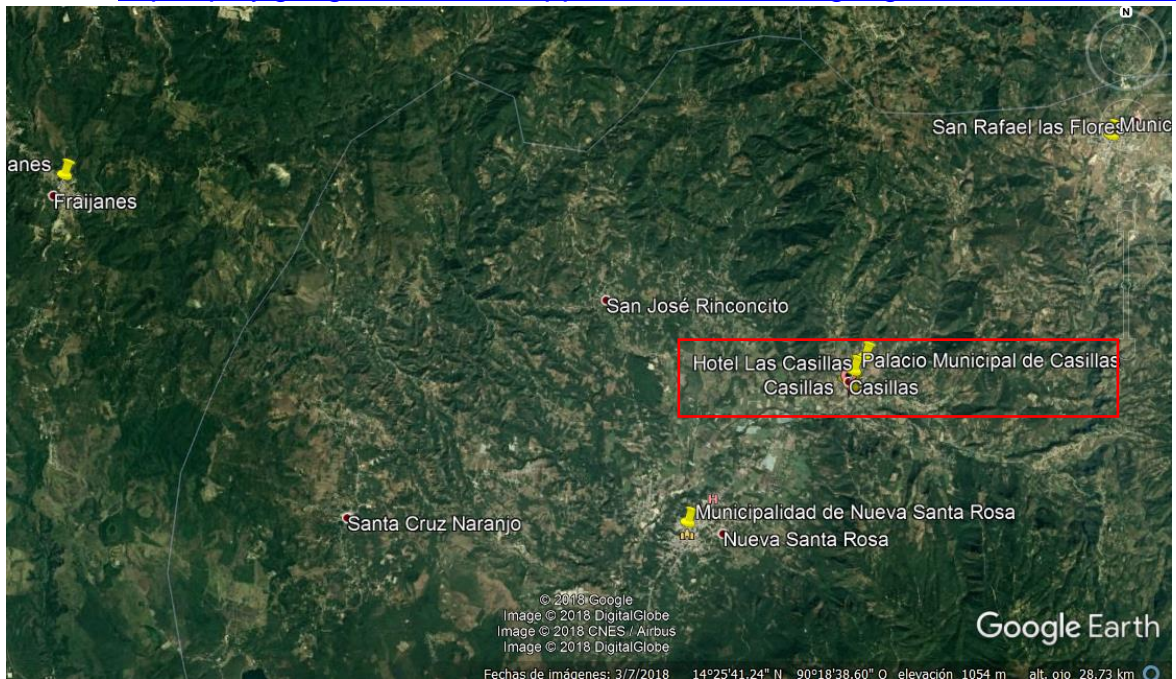 N
San Rafael las Flores
Munic
anes
Fraijanes
San José Rinconcito
Hotel Las Casillas
Palacio Municipal de Casillas
Casillas
Casillas
H
Municipalidad de Nueva Santa Rosa
Santa Cruz Naranjo
Nueva Santa Rosa
© 2018 Google
Image © 2018 DigitalGlobe
Image © 2018 CNES / Airbus
Image © 2018 DigitalGlobe
Google Earth
Fechas de imágenes: 3/7/2018 14°25'41.24" N 90°18'38.60" O elevación 1054 m alt. ojo 28.73 km